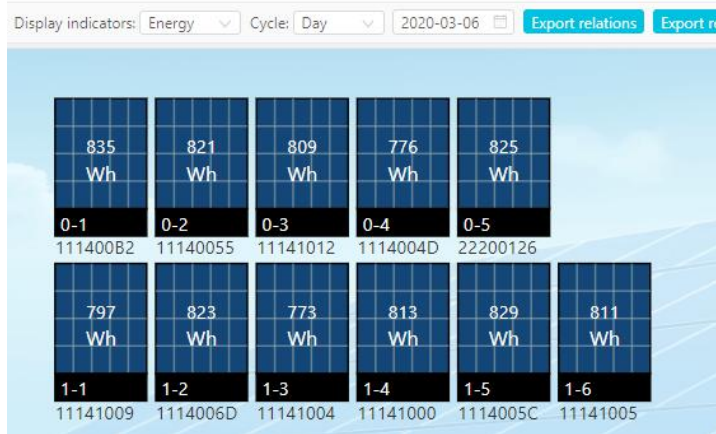 Display indicators: Energy Cycle: Day 2020-03-06 Export relations Export re
835 821 809 776 825
Wh Wh Wh Wh Wh
0-1 0-2 0-3 0-4 0-5
111400B2 11140055 11141012 1114004D 22200126
797 823 773 813 829 811
Wh Wh Wh Wh Wh Wh
1-1 1-2 1-3 1-4 1-5 1-6
11141009 1114006D 11141004 11141000 1114005C 11141005